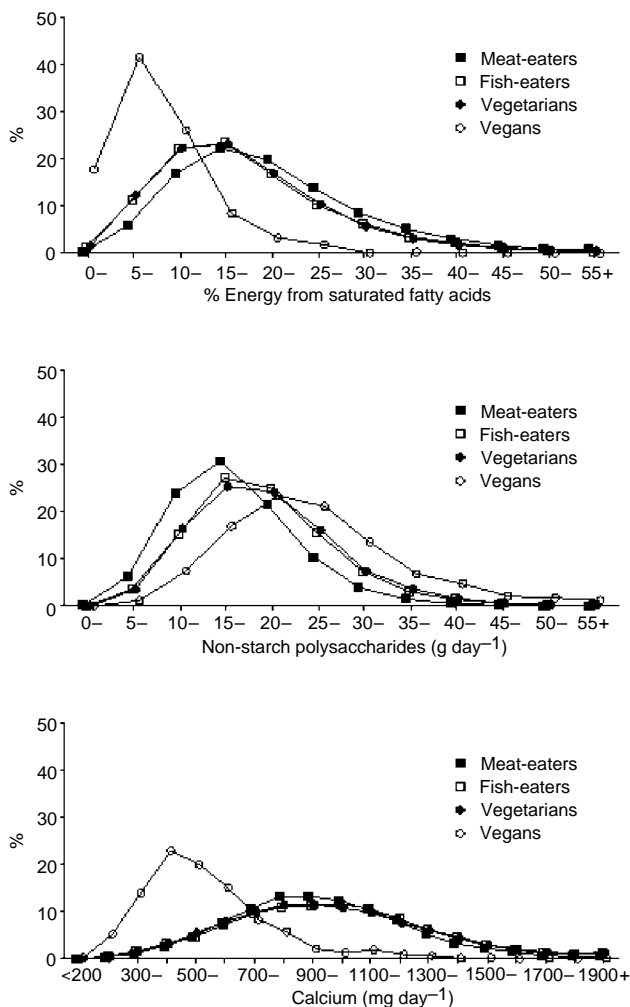 50
40
30
20
10
0
%
Meat-eaters
Fish-eaters
Vegetarians
Vegans
0– 5– 10– 15– 20– 25– 30– 35– 40– 45– 50– 55+
% Energy from saturated fatty acids
50
40
30
20
10
0
%
Meat-eaters
Fish-eaters
Vegetarians
Vegans
0– 5– 10– 15– 20– 25– 30– 35– 40– 45– 50– 55+
Non-starch polysaccharides (g day–1)
50
40
30
20
10
0
%
Meat-eaters
Fish-eaters
Vegetarians
Vegans
<200 300– 500– 700– 900– 1100– 1300– 1500– 1700– 1900+
Calcium (mg day–1)